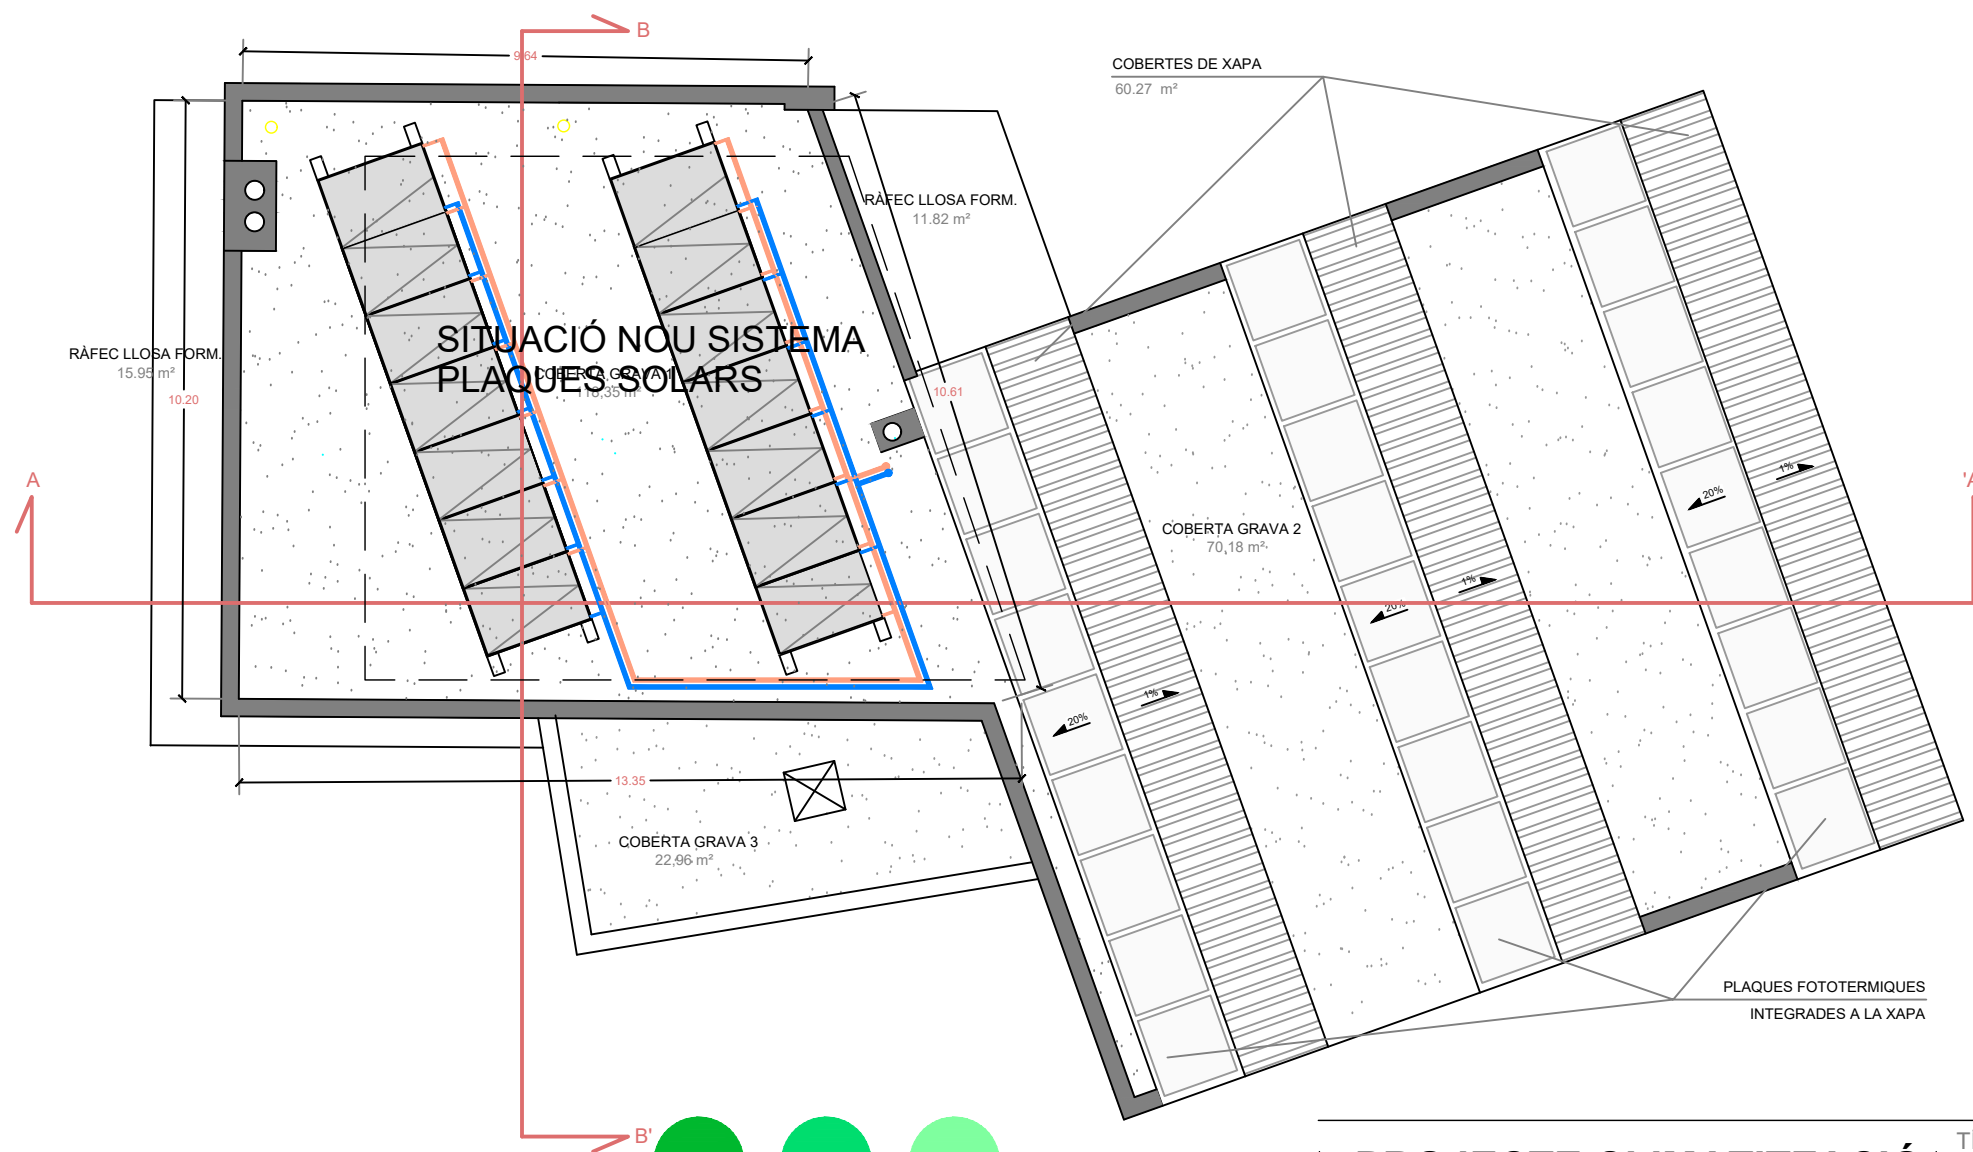 B
9.64
COBERTES DE XAPA
60.27 m²
RÀFEC LLOSA FORM.
11.82 m²
SITUACIÓ NOU SISTEMA
PLAQUES SOLARS
COBERTA GRAVA 1
118,35 m²
RÀFEC LLOSA FORM.
15.95 m²
10.20
10.61
A
'A
1%
20%
COBERTA GRAVA 2
70,18 m²
1%
20%
1%
20%
13.35
COBERTA GRAVA 3
22,96 m²
PLAQUES FOTOTERMIQUES
INTEGRADES A LA XAPA
B'